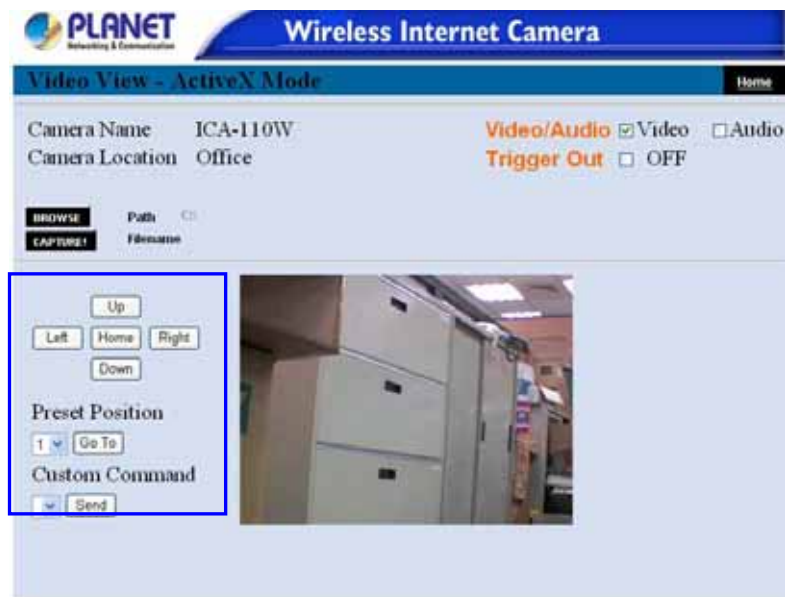 PLANET
Networking & Communication
Wireless Internet Camera
Video View - ActiveX Mode
Home
Camera Name ICA-110W
Video/Audio Video Audio
Camera Location Office
Trigger Out OFF
BROWSE Path
CAPTURE! Filename
Up
Left Home Right
Down
Preset Position
1 Go To
Custom Command
Send